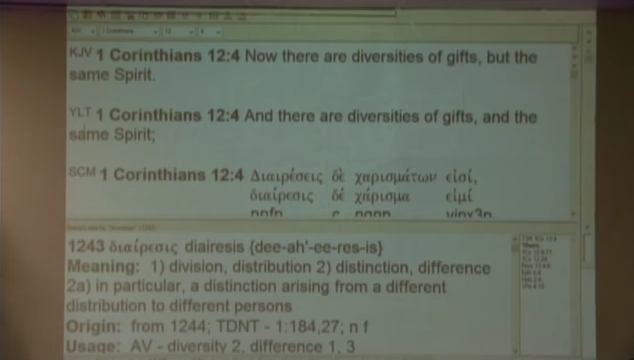 KJV 1 Corinthians 12:4 Now there are diversities of gifts, but the
same Spirit.
YLT 1 Corinthians 12:4 And there are diversities of gifts, and the
same Spirit;
SCM 1 Corinthians 12:4 Διαιρέσεις δὲ χαρισμάτων εἰσί,
διαίρεσις δέ χάρισμα εἰμί
npfn c ngpn vipx3p
1243 διαίρεσις diairesis {dee-ah'-ee-res-is}
Meaning: 1) division, distribution 2) distinction, difference
2a) in particular, a distinction arising from a different
distribution to different persons
Origin: from 1244; TDNT - 1:184,27; n f
Usage: AV - diversity 2, difference 1, 3